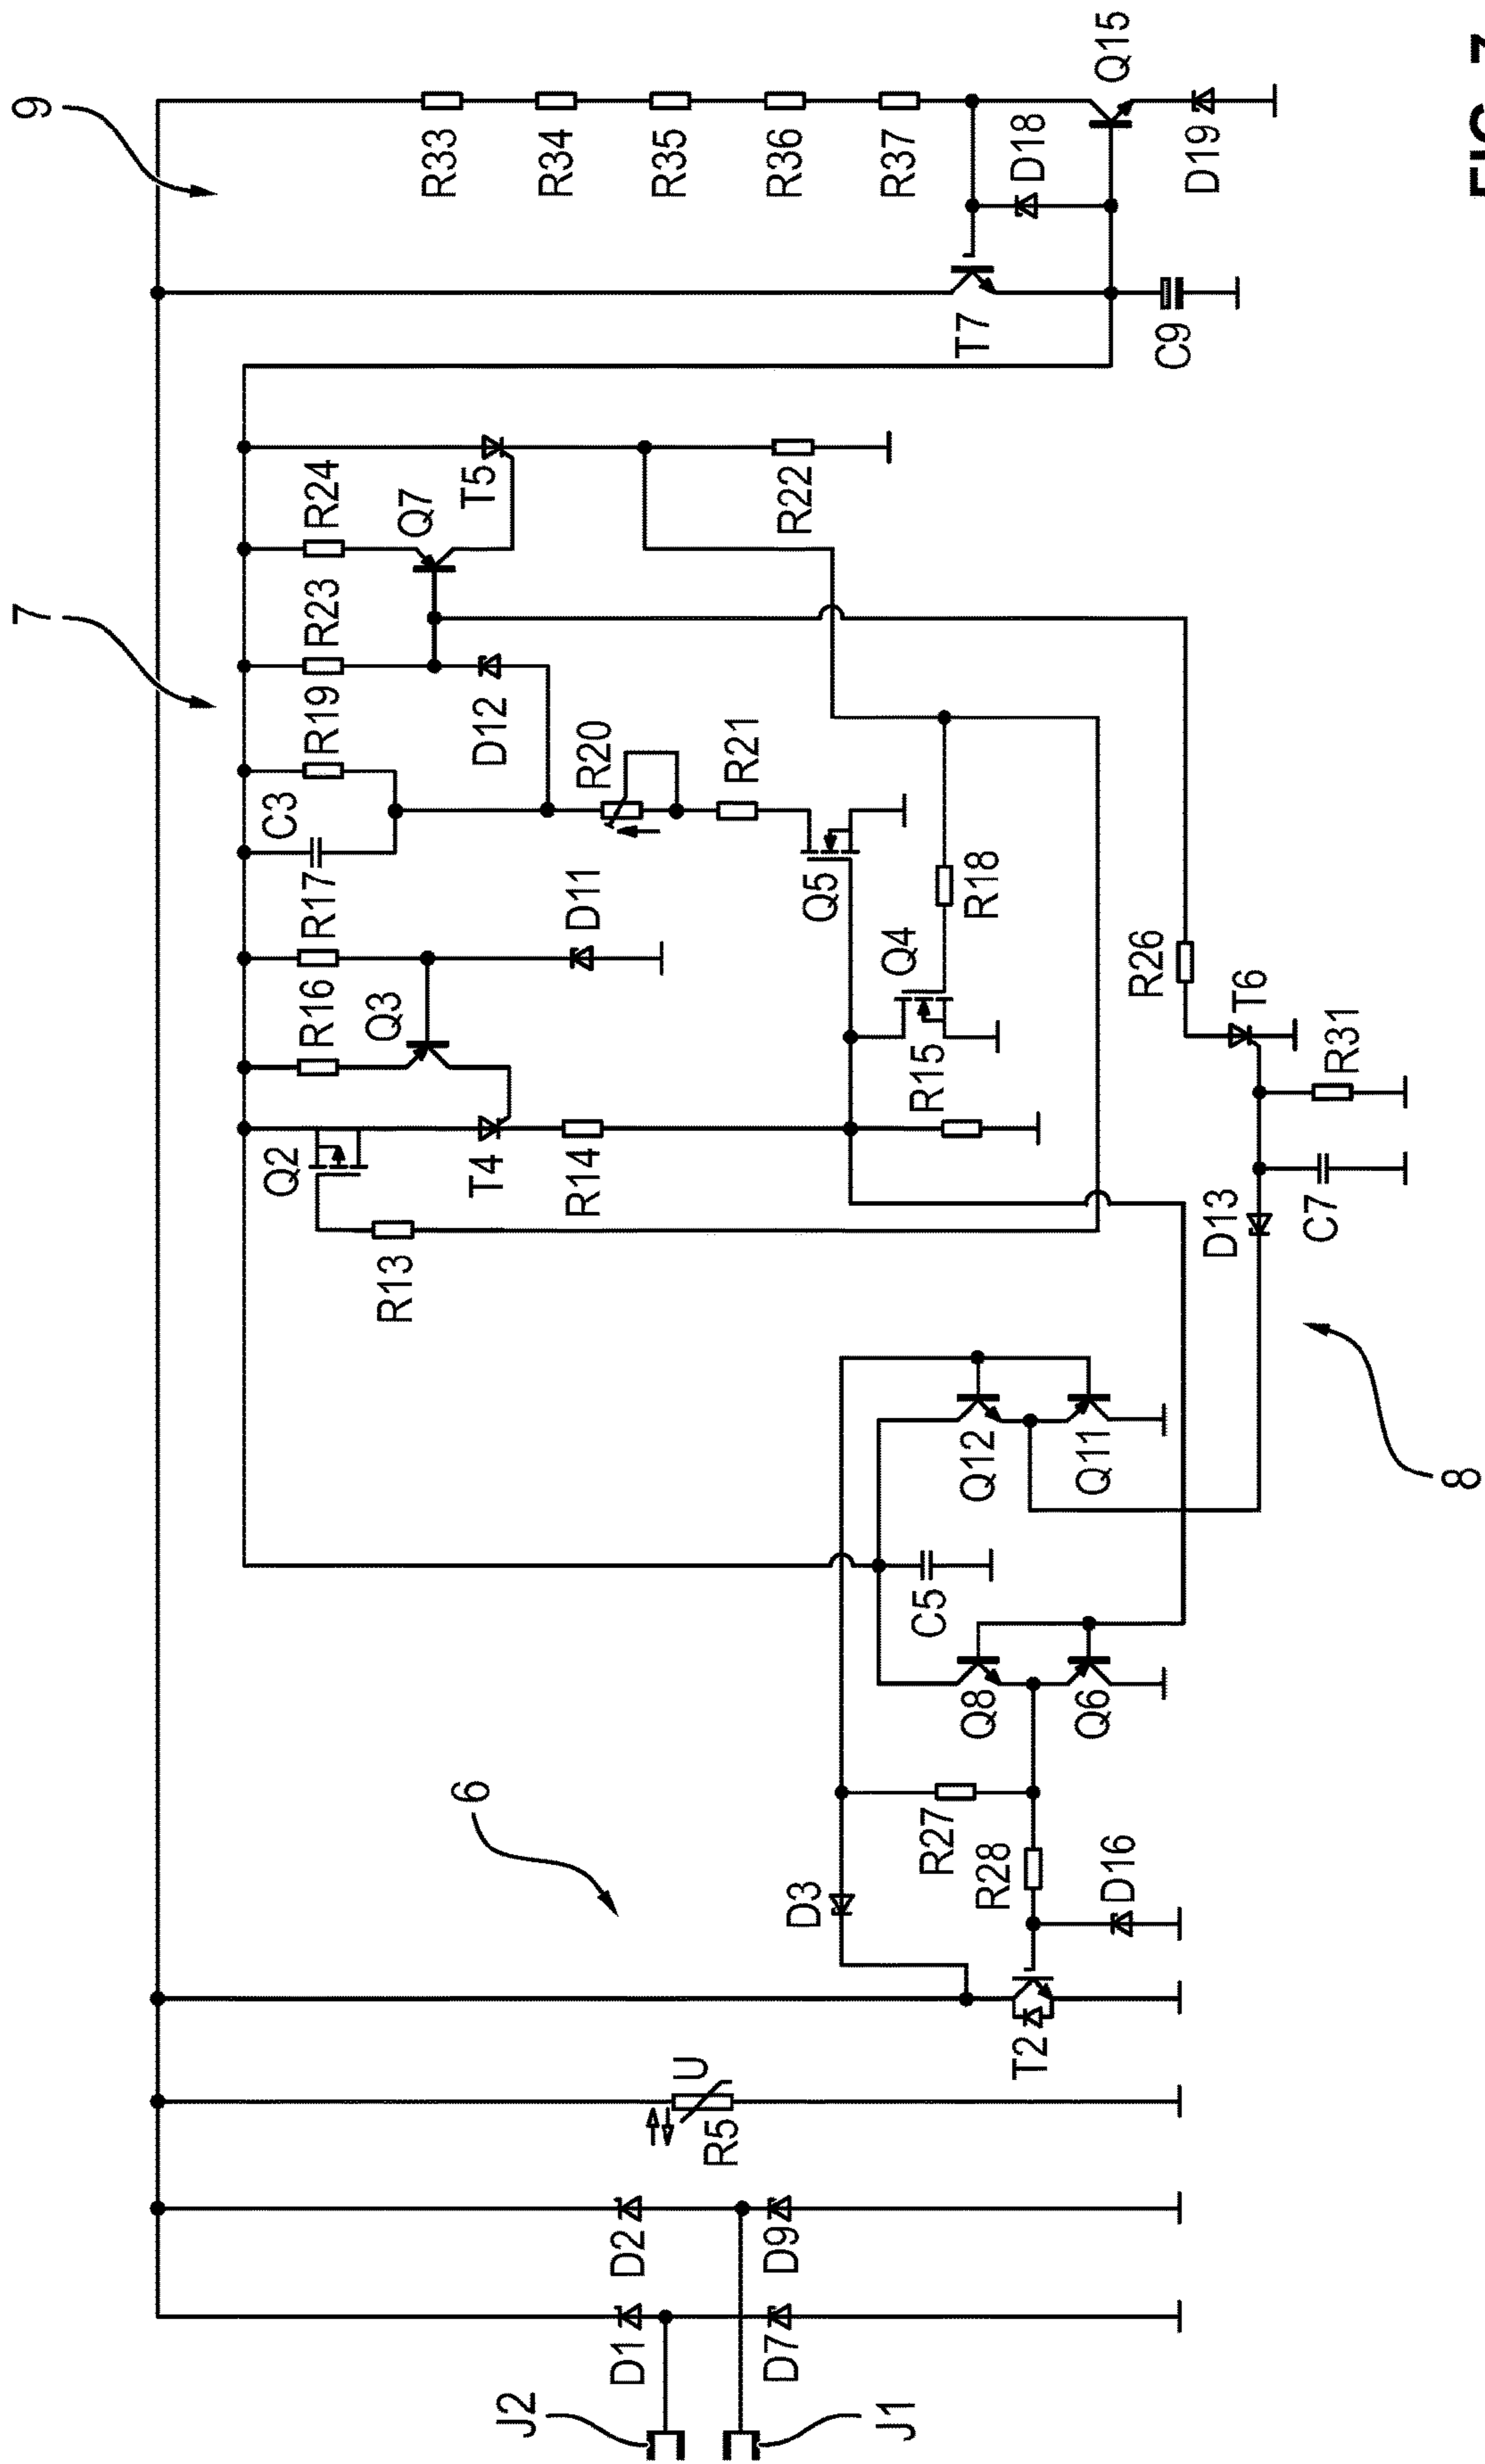 9
7
6
8
J2
J1
D1
D7
D2
D9
R5
U
T2
D3
R27
R28
D16
Q8
Q6
C5
Q12
Q11
R13
Q2
T4
R14
R15
R16
Q3
R17
D11
Q4
R18
C3
R19
Q5
R20
R21
R23
D12
R24
Q7
T5
R22
D13
C7
R31
T6
R26
T7
C9
R33
R34
R35
R36
R37
D18
Q15
D19